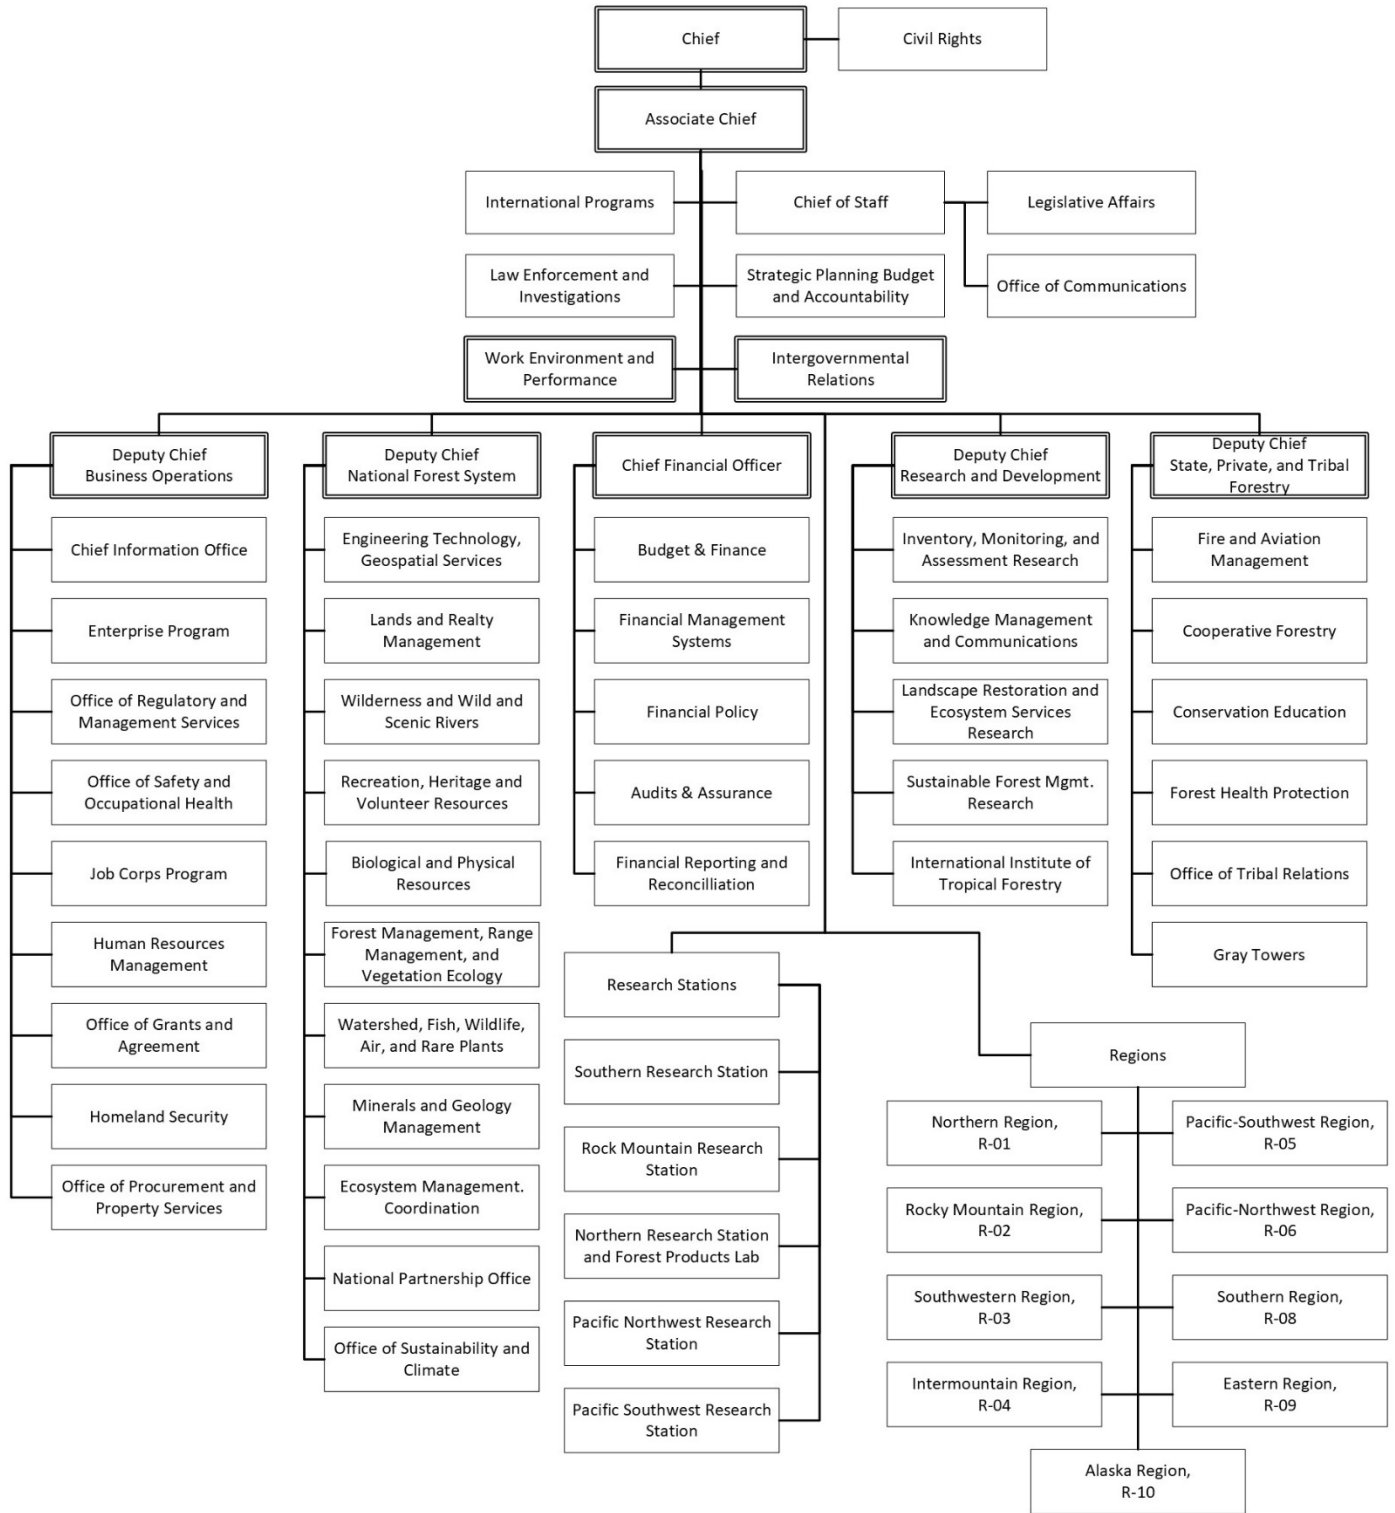 Chief
Civil Rights
Associate Chief
International Programs
Chief of Staff
Legislative Affairs
Law Enforcement and
Investigations
Strategic Planning Budget
and Accountability
Office of Communications
Work Environment and
Performance
Intergovernmental
Relations
Deputy Chief
Business Operations
Chief Information Office
Enterprise Program
Office of Regulatory and
Management Services
Office of Safety and
Occupational Health
Job Corps Program
Human Resources
Management
Office of Grants and
Agreement
Homeland Security
Office of Procurement and
Property Services
Deputy Chief
National Forest System
Engineering Technology,
Geospatial Services
Lands and Realty
Management
Wilderness and Wild and
Scenic Rivers
Recreation, Heritage and
Volunteer Resources
Biological and Physical
Resources
Forest Management, Range
Management, and
Vegetation Ecology
Watershed, Fish, Wildlife,
Air, and Rare Plants
Minerals and Geology
Management
Ecosystem Management.
Coordination
National Partnership Office
Office of Sustainability and
Climate
Chief Financial Officer
Budget & Finance
Financial Management
Systems
Financial Policy
Audits & Assurance
Financial Reporting and
Reconcilliation
Deputy Chief
Research and Development
Inventory, Monitoring, and
Assessment Research
Knowledge Management
and Communications
Landscape Restoration and
Ecosystem Services
Research
Sustainable Forest Mgmt.
Research
International Institute of
Tropical Forestry
Deputy Chief
State, Private, and Tribal
Forestry
Fire and Aviation
Management
Cooperative Forestry
Conservation Education
Forest Health Protection
Office of Tribal Relations
Gray Towers
Research Stations
Southern Research Station
Rock Mountain Research
Station
Northern Research Station
and Forest Products Lab
Pacific Northwest Research
Station
Pacific Southwest Research
Station
Regions
Northern Region,
R-01
Pacific-Southwest Region,
R-05
Rocky Mountain Region,
R-02
Pacific-Northwest Region,
R-06
Southwestern Region,
R-03
Southern Region,
R-08
Intermountain Region,
R-04
Eastern Region,
R-09
Alaska Region,
R-10